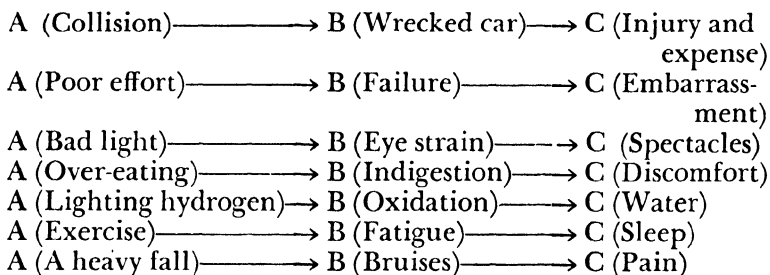 A (Collision)⟶ B (Wrecked car)⟶ C (Injury and
expense)
A (Poor effort)⟶ B (Failure)⟶ C (Embarrass-
ment)
A (Bad light)⟶ B (Eye strain)⟶ C (Spectacles)
A (Over-eating)⟶ B (Indigestion)⟶ C (Discomfort)
A (Lighting hydrogen)⟶ B (Oxidation)⟶ C (Water)
A (Exercise)⟶ B (Fatigue)⟶ C (Sleep)
A (A heavy fall)⟶ B (Bruises)⟶ C (Pain)